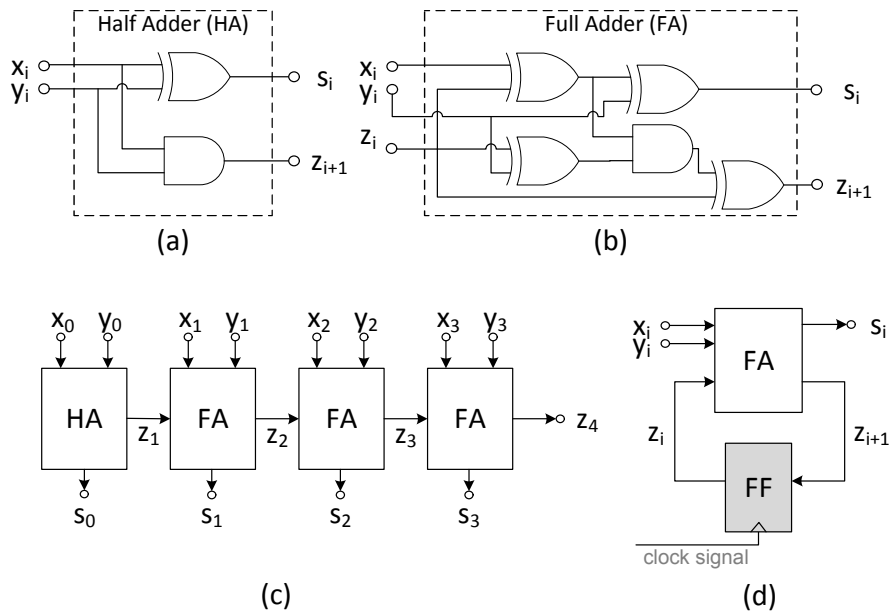 Half Adder (HA)
xᵢ
yᵢ
sᵢ
zᵢ₊₁
(a)
Full Adder (FA)
xᵢ
yᵢ
zᵢ
sᵢ
zᵢ₊₁
(b)
x₀ y₀ x₁ y₁ x₂ y₂ x₃ y₃
HA FA FA FA
z₁ z₂ z₃ z₄
s₀ s₁ s₂ s₃
(c)
xᵢ
yᵢ
FA
sᵢ
zᵢ
zᵢ₊₁
FF
clock signal
(d)